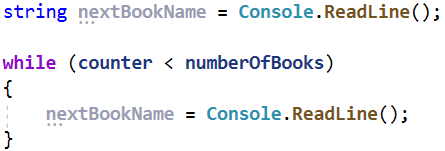 string nextBookName = Console.ReadLine();
while (counter < numberOfBooks)
{
nextBookName = Console.ReadLine();
}